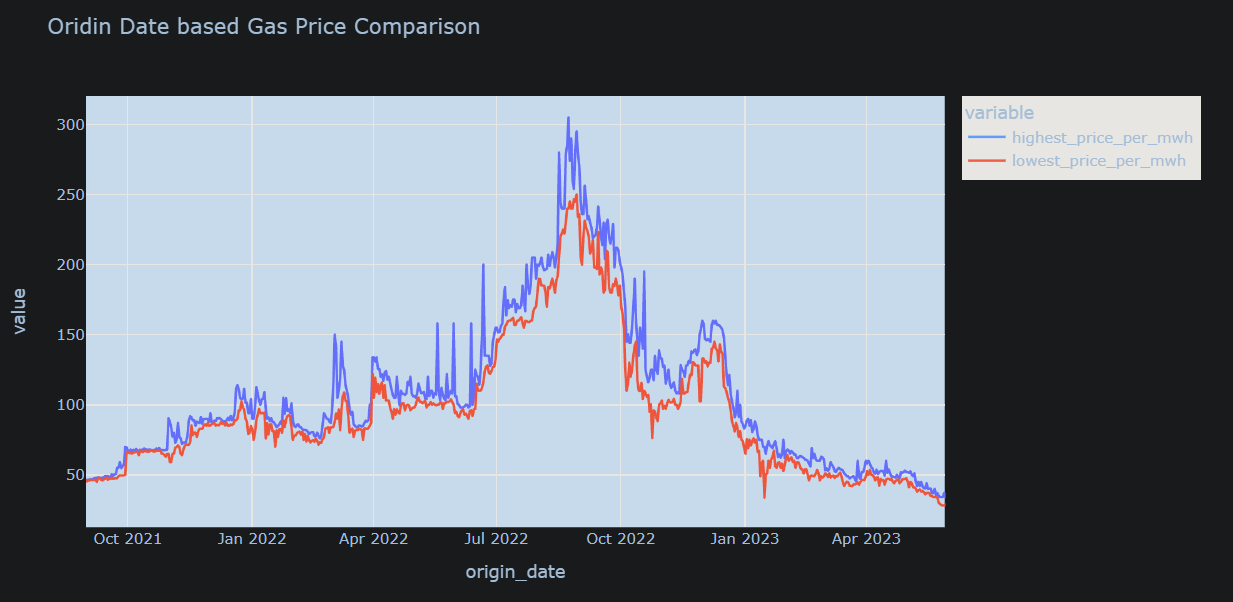 Oridin Date based Gas Price Comparison
variable
highest_price_per_mwh
lowest_price_per_mwh
value
300
250
200
150
100
50
Oct 2021
Jan 2022
Apr 2022
Jul 2022
Oct 2022
Jan 2023
Apr 2023
origin_date